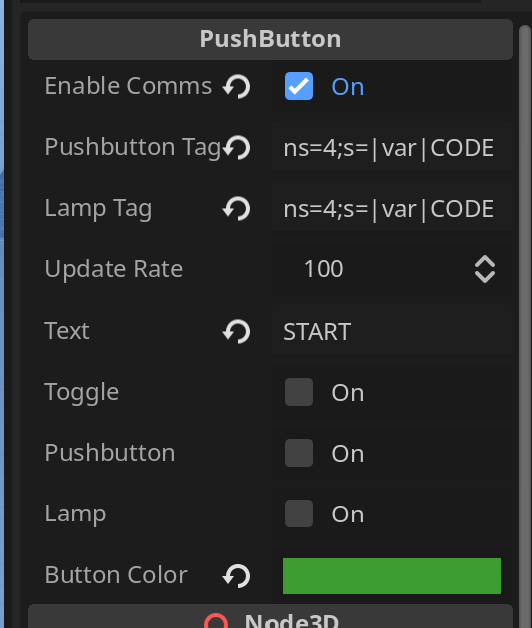 PushButton
Enable Comms On
Pushbutton Tag ns=4;s=|var|CODE
Lamp Tag ns=4;s=|var|CODE
Update Rate 100
Text START
Toggle On
Pushbutton On
Lamp On
Button Color
Node3D